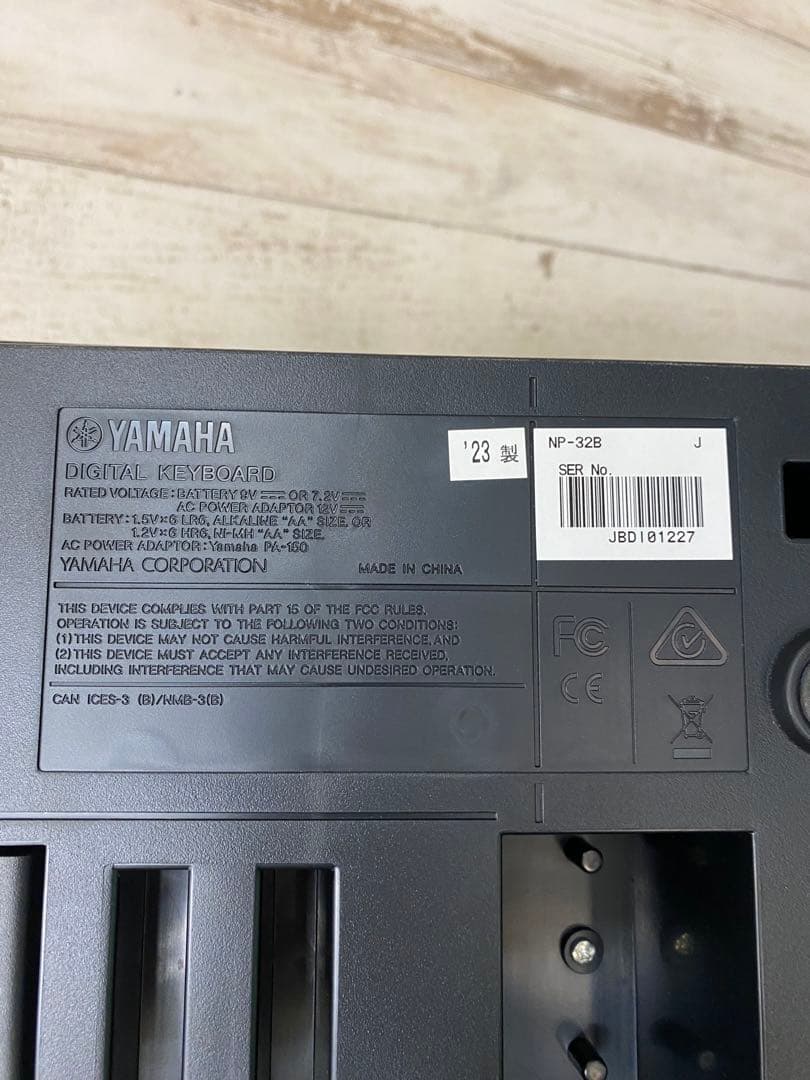 YAMAHA
DIGITAL KEYBOARD
RATED VOLTAGE: BATTERY 9V ⎓ OR 7.2V ⎓
AC POWER ADAPTOR 12V ⎓
BATTERY: 1.5V×6 LR6, ALKALINE "AA" SIZE, OR
1.2V×6 HR6, Ni-MH "AA" SIZE.
AC POWER ADAPTOR: Yamaha PA-150
YAMAHA CORPORATION MADE IN CHINA
'23 製
NP-32B J
SER No.
JBDI01227
THIS DEVICE COMPLIES WITH PART 15 OF THE FCC RULES.
OPERATION IS SUBJECT TO THE FOLLOWING TWO CONDITIONS:
(1) THIS DEVICE MAY NOT CAUSE HARMFUL INTERFERENCE, AND
(2) THIS DEVICE MUST ACCEPT ANY INTERFERENCE RECEIVED,
INCLUDING INTERFERENCE THAT MAY CAUSE UNDESIRED OPERATION.
CAN ICES-3 (B)/NMB-3(B)
FC
CE